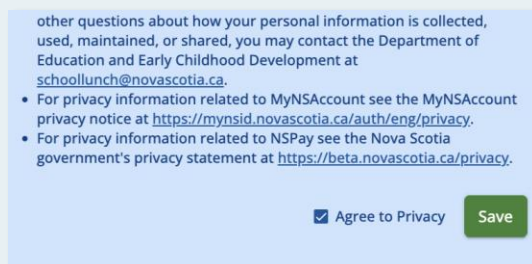 other questions about how your personal information is collected,
used, maintained, or shared, you may contact the Department of
Education and Early Childhood Development at
schoollunch@novascotia.ca.
• For privacy information related to MyNSAccount see the MyNSAccount
privacy notice at https://mynsid.novascotia.ca/auth/eng/privacy.
• For privacy information related to NSPay see the Nova Scotia
government's privacy statement at https://beta.novascotia.ca/privacy.
Agree to Privacy
Save